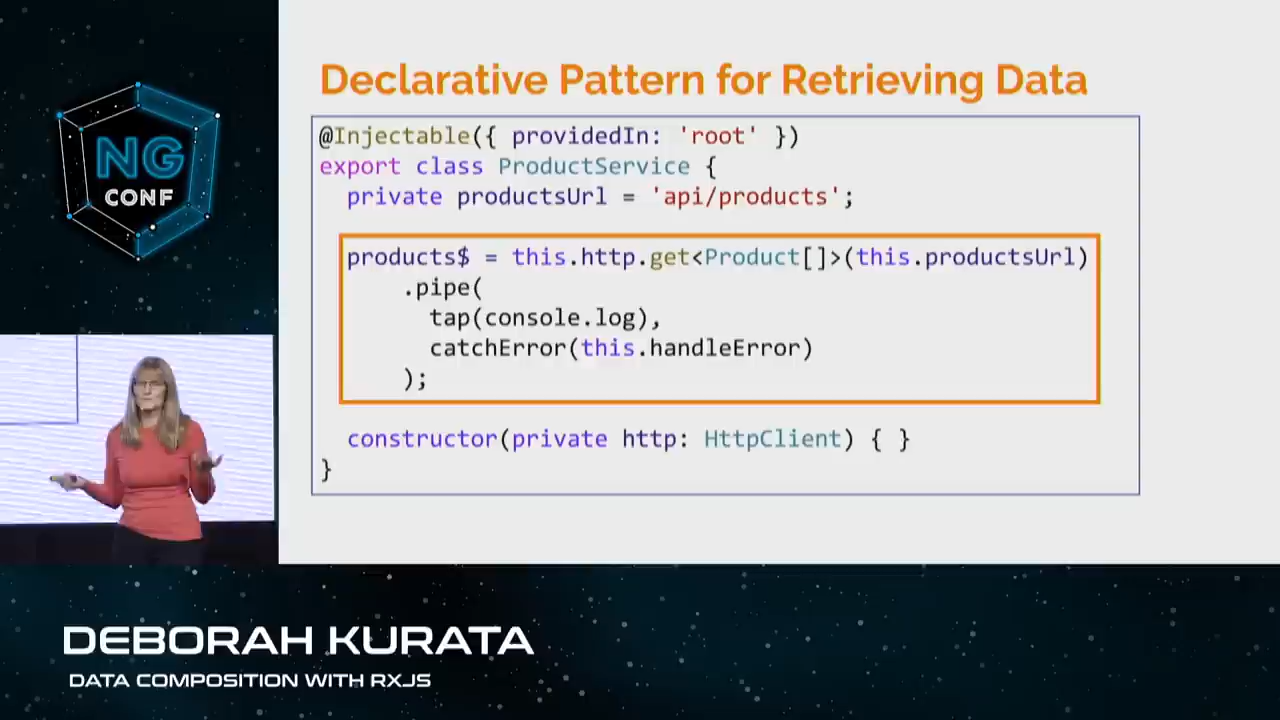 NG
CONF
Declarative Pattern for Retrieving Data
@Injectable({ providedIn: 'root' })
export class ProductService {
private productsUrl = 'api/products';
products$ = this.http.get<Product[]>(this.productsUrl)
.pipe(
tap(console.log),
catchError(this.handleError)
);
constructor(private http: HttpClient) { }
}
DEBORAH KURATA
DATA COMPOSITION WITH RXJS